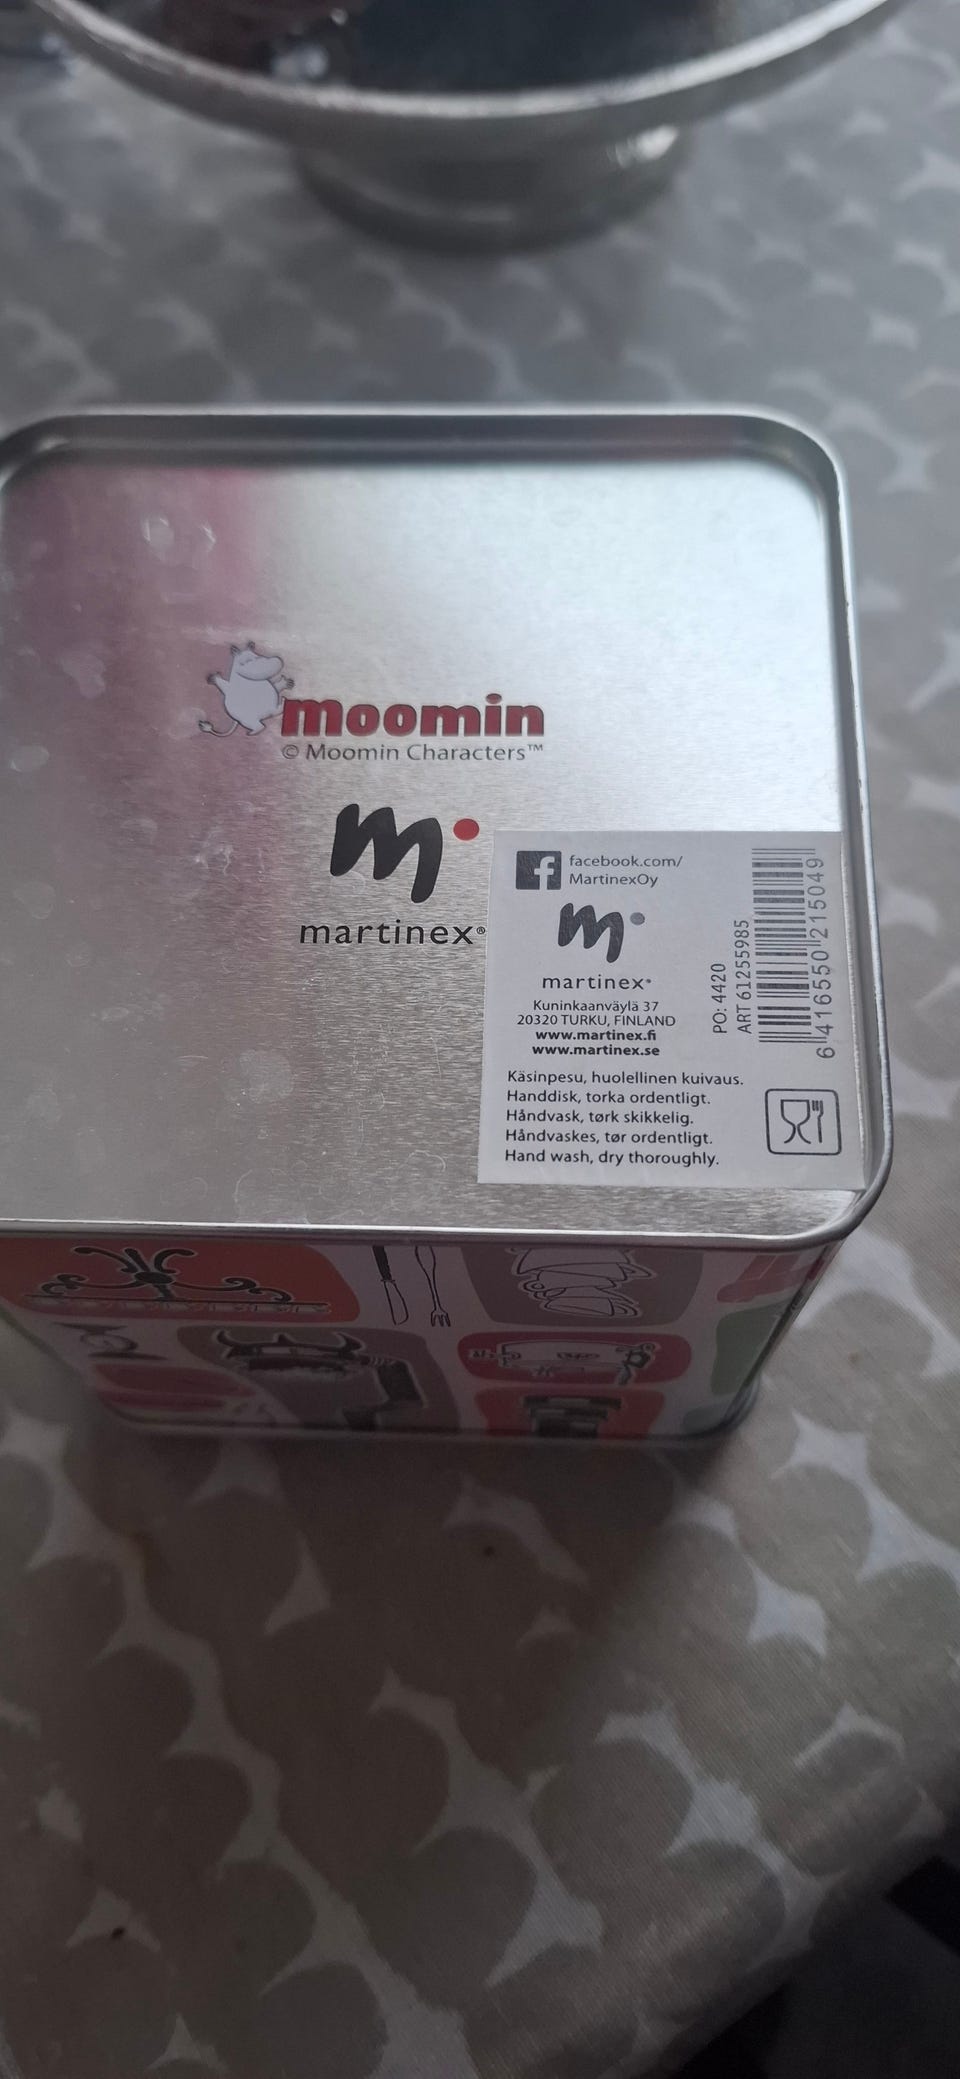 moomin
© Moomin Characters™
m
martinex®
f facebook.com/
MartinexOy
m
martinex®
Kuninkaanväylä 37
20320 TURKU, FINLAND
www.martinex.fi
www.martinex.se
Käsinpesu, huolellinen kuivaus.
Handdisk, torka ordentligt.
Håndvask, tørk skikkelig.
Håndvaskes, tør ordentligt.
Hand wash, dry thoroughly.
PO: 4420
ART 61255985
6 416550 215049